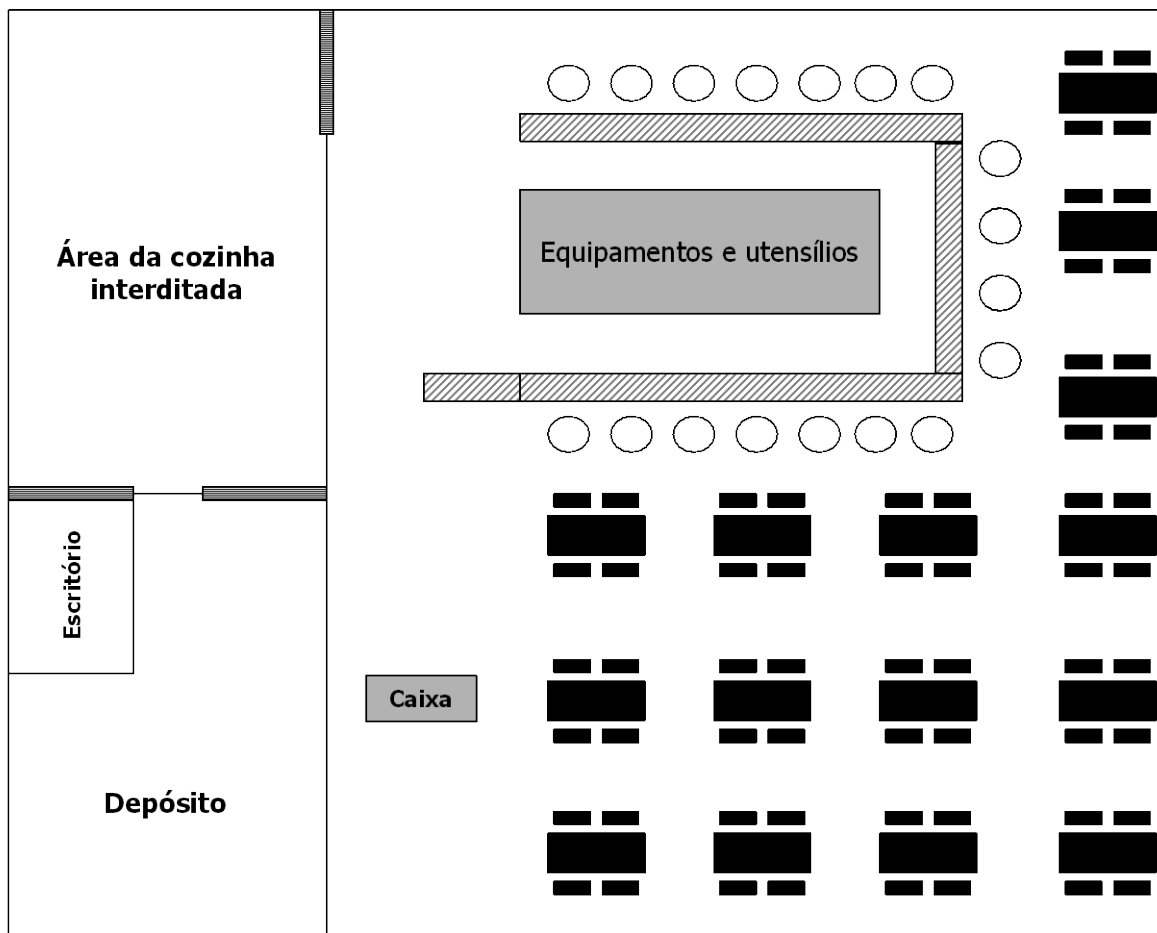 Área da cozinha
interditada
Equipamentos e utensílios
Escritório
Caixa
Depósito